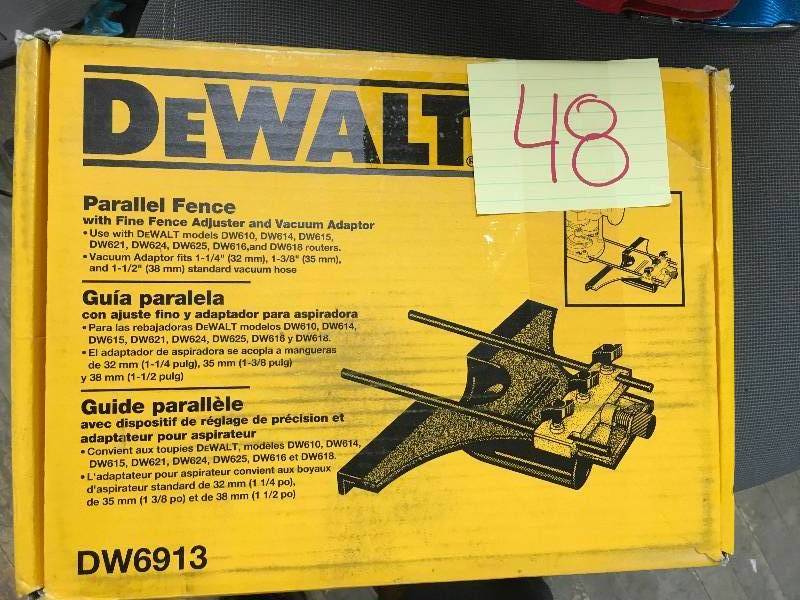 DEWALT
48
Parallel Fence
with Fine Fence Adjuster and Vacuum Adaptor
• Use with DEWALT models DW610, DW614, DW615,
DW621, DW624, DW625, DW616,and DW618 routers.
• Vacuum Adaptor fits 1-1/4" (32 mm), 1-3/8" (35 mm),
and 1-1/2" (38 mm) standard vacuum hose
Guía paralela
con ajuste fino y adaptador para aspiradora
• Para las rebajadoras DEWALT modelos DW610, DW614,
DW615, DW621, DW624, DW625, DW616 y DW618.
• El adaptador de aspiradora se acopla a mangueras
de 32 mm (1-1/4 pulg), 35 mm (1-3/8 pulg)
y 38 mm (1-1/2 pulg)
Guide parallèle
avec dispositif de réglage de précision et
adaptateur pour aspirateur
• Convient aux toupies DEWALT, modèles DW610, DW614,
DW615, DW621, DW624, DW625, DW616 et DW618.
• L'adaptateur pour aspirateur convient aux boyaux
d'aspirateur standard de 32 mm (1 1/4 po),
de 35 mm (1 3/8 po) et de 38 mm (1 1/2 po)
DW6913